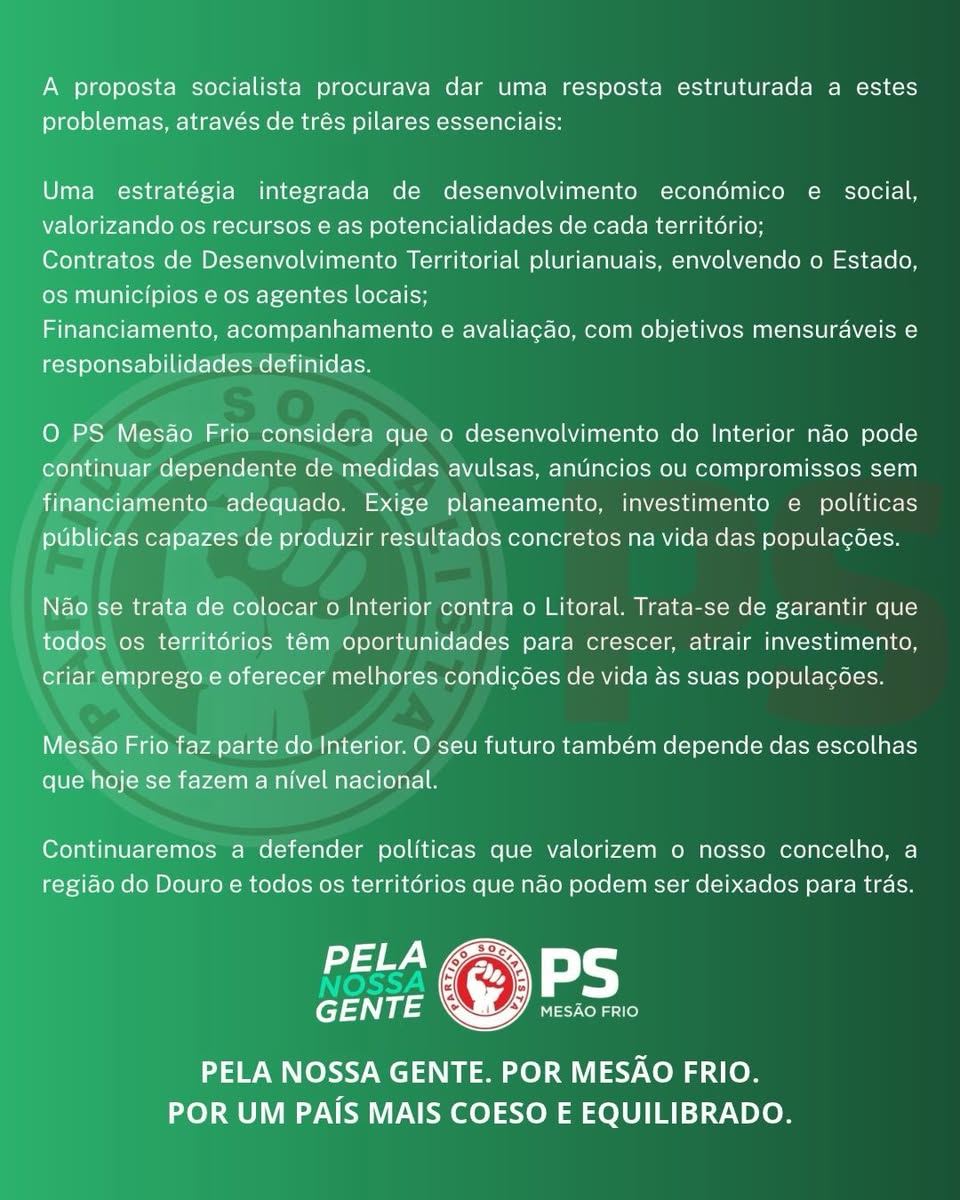 A proposta socialista procurava dar uma resposta estruturada a estes
problemas, através de três pilares essenciais:
Uma estratégia integrada de desenvolvimento económico e social,
valorizando os recursos e as potencialidades de cada território;
Contratos de Desenvolvimento Territorial plurianuais, envolvendo o Estado,
os municípios e os agentes locais;
Financiamento, acompanhamento e avaliação, com objetivos mensuráveis e
responsabilidades definidas.
O PS Mesão Frio considera que o desenvolvimento do Interior não pode
continuar dependente de medidas avulsas, anúncios ou compromissos sem
financiamento adequado. Exige planeamento, investimento e políticas
públicas capazes de produzir resultados concretos na vida das populações.
Não se trata de colocar o Interior contra o Litoral. Trata-se de garantir que
todos os territórios têm oportunidades para crescer, atrair investimento,
criar emprego e oferecer melhores condições de vida às suas populações.
Mesão Frio faz parte do Interior. O seu futuro também depende das escolhas
que hoje se fazem a nível nacional.
Continuaremos a defender políticas que valorizem o nosso concelho, a
região do Douro e todos os territórios que não podem ser deixados para trás.
PARTIDO SOCIALISTA
PS
PELA
NOSSA
GENTE
PARTIDO SOCIALISTA
PS
MESÃO FRIO
PELA NOSSA GENTE. POR MESÃO FRIO.
POR UM PAÍS MAIS COESO E EQUILIBRADO.